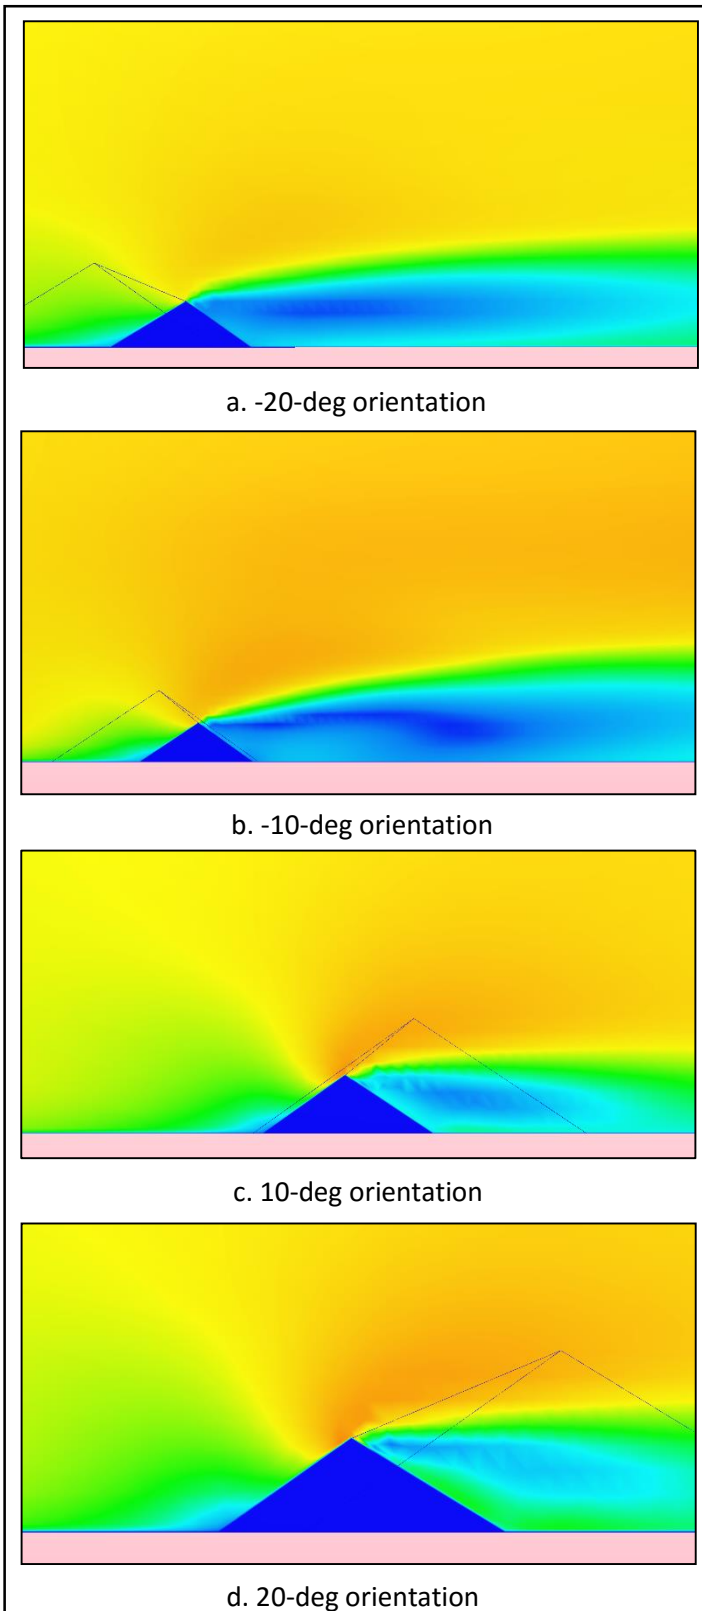 a. -20-deg orientation
b. -10-deg orientation
c. 10-deg orientation
d. 20-deg orientation